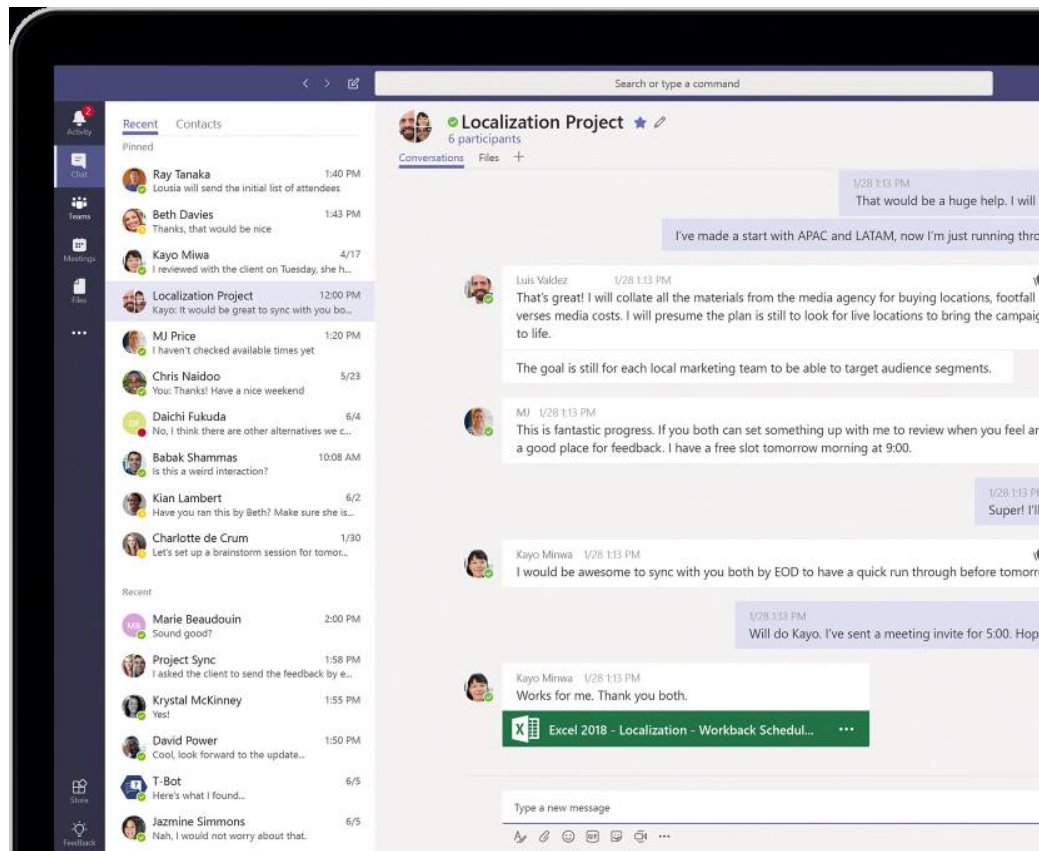 Search or type a command
2
Activity
Chat
Teams
Meetings
Files
Store
Feedback
Recent Contacts
Pinned
Ray Tanaka 1:40 PM
Lousia will send the initial list of attendees
Beth Davies 1:43 PM
Thanks, that would be nice
Kayo Miwa 4/17
I reviewed with the client on Tuesday, she h...
Localization Project 12:00 PM
Kayo: It would be great to sync with you bo...
MJ Price 1:20 PM
I haven't checked available times yet
Chris Naidoo 5/23
You: Thanks! Have a nice weekend
DF
Daichi Fukuda 6/4
No, I think there are other alternatives we c...
Babak Shammas 10:08 AM
Is this a weird interaction?
Kian Lambert 6/2
Have you ran this by Beth? Make sure she is...
Charlotte de Crum 1/30
Let's set up a brainstorm session for tomor...
Recent
MB
Marie Beaudouin 2:00 PM
Sound good?
Project Sync 1:58 PM
I asked the client to send the feedback by e...
Krystal McKinney 1:55 PM
Yes!
David Power 1:50 PM
Cool, look forward to the update...
T-Bot 6/5
Here's what I found...
Jazmine Simmons 6/5
Nah, I would not worry about that.
Localization Project
6 participants
Conversations Files
1/28 1:13 PM
That would be a huge help. I will
I've made a start with APAC and LATAM, now I'm just running thro
Luis Valdez 1/28 1:13 PM
That's great! I will collate all the materials from the media agency for buying locations, footfall
verses media costs. I will presume the plan is still to look for live locations to bring the campaig
to life.
The goal is still for each local marketing team to be able to target audience segments.
MJ 1/28 1:13 PM
This is fantastic progress. If you both can set something up with me to review when you feel ar
a good place for feedback. I have a free slot tomorrow morning at 9:00.
1/28 1:13 PM
Super! I'll
Kayo Minwa 1/28 1:13 PM
I would be awesome to sync with you both by EOD to have a quick run through before tomorr
1/28 1:13 PM
Will do Kayo. I've sent a meeting invite for 5:00. Hop
Kayo Minwa 1/28 1:13 PM
Works for me. Thank you both.
Excel 2018 - Localization - Workback Schedul...
Type a new message
GIF